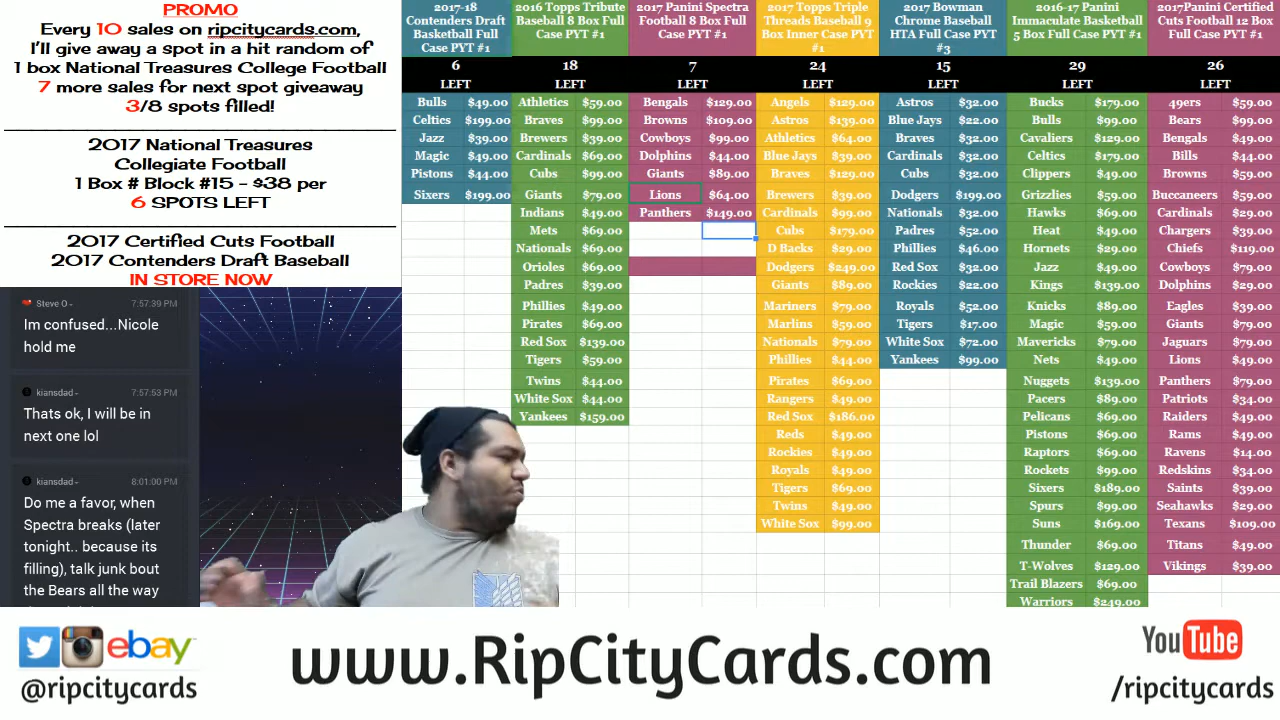 PROMO
Every 10 sales on ripcitycards.com,
I'll give away a spot in a hit random of
1 box National Treasures College Football
7 more sales for next spot giveaway
3/8 spots filled!
2017 National Treasures
Collegiate Football
1 Box # Block #15 - $38 per
6 SPOTS LEFT
2017 Certified Cuts Football
2017 Contenders Draft Baseball
IN STORE NOW
Steve O - 7:57:39 PM
Im confused...Nicole
hold me
kiansdad - 7:57:53 PM
Thats ok, I will be in
next one lol
kiansdad - 8:01:00 PM
Do me a favor, when
Spectra breaks (later
tonight.. because its
filling), talk junk bout
the Bears all the way
2017-18
Contenders Draft
Basketball Full
Case PYT #1
6
LEFT
Bulls $49.00
Celtics $199.00
Jazz $39.00
Magic $49.00
Pistons $44.00
Sixers $199.00
2016 Topps Tribute
Baseball 8 Box Full
Case PYT #1
18
LEFT
Athletics $59.00
Braves $99.00
Brewers $39.00
Cardinals $69.00
Cubs $99.00
Giants $79.00
Indians $49.00
Mets $69.00
Nationals $69.00
Orioles $69.00
Padres $39.00
Phillies $49.00
Pirates $69.00
Red Sox $139.00
Tigers $59.00
Twins $44.00
White Sox $44.00
Yankees $159.00
2017 Panini Spectra
Football 8 Box Full
Case PYT #1
7
LEFT
Bengals $129.00
Browns $109.00
Cowboys $99.00
Dolphins $44.00
Giants $89.00
Lions $64.00
Panthers $149.00
2017 Topps Triple
Threads Baseball 9
Box Inner Case PYT
#1
24
LEFT
Angels $129.00
Astros $139.00
Athletics $64.00
Blue Jays $39.00
Braves $129.00
Brewers $39.00
Cardinals $99.00
Cubs $179.00
D Backs $29.00
Dodgers $249.00
Giants $89.00
Mariners $79.00
Marlins $59.00
Nationals $79.00
Phillies $44.00
Pirates $69.00
Rangers $49.00
Red Sox $186.00
Reds $49.00
Rockies $49.00
Royals $49.00
Tigers $69.00
Twins $49.00
White Sox $99.00
2017 Bowman
Chrome Baseball
HTA Full Case PYT
#3
15
LEFT
Astros $32.00
Blue Jays $22.00
Braves $32.00
Cardinals $32.00
Cubs $32.00
Dodgers $199.00
Nationals $32.00
Padres $52.00
Phillies $46.00
Red Sox $32.00
Rockies $22.00
Royals $52.00
Tigers $17.00
White Sox $72.00
Yankees $99.00
2016-17 Panini
Immaculate Basketball
5 Box Full Case PYT #1
29
LEFT
Bucks $179.00
Bulls $99.00
Cavaliers $129.00
Celtics $179.00
Clippers $49.00
Grizzlies $59.00
Hawks $69.00
Heat $49.00
Hornets $29.00
Jazz $49.00
Kings $139.00
Knicks $89.00
Magic $59.00
Mavericks $79.00
Nets $49.00
Nuggets $139.00
Pacers $89.00
Pelicans $69.00
Pistons $69.00
Raptors $69.00
Rockets $99.00
Sixers $189.00
Spurs $99.00
Suns $169.00
Thunder $69.00
T-Wolves $129.00
Trail Blazers $69.00
Warriors $249.00
2017Panini Certified
Cuts Football 12 Box
Full Case PYT #1
26
LEFT
49ers $59.00
Bears $99.00
Bengals $49.00
Bills $44.00
Browns $59.00
Buccaneers $59.00
Cardinals $29.00
Chargers $39.00
Chiefs $119.00
Cowboys $79.00
Dolphins $29.00
Eagles $39.00
Giants $79.00
Jaguars $79.00
Lions $49.00
Panthers $79.00
Patriots $34.00
Raiders $49.00
Rams $49.00
Ravens $14.00
Redskins $34.00
Saints $39.00
Seahawks $29.00
Texans $109.00
Titans $49.00
Vikings $39.00
ebay
@ripcitycards
www.RipCityCards.com
YouTube
/ripcitycards